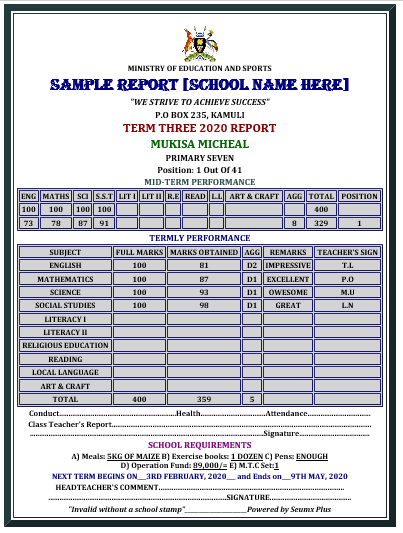 MINISTRY OF EDUCATION AND SPORTS
SAMPLE REPORT [SCHOOL NAME HERE]
"WE STRIVE TO ACHIEVE SUCCESS"
P.O BOX 235, KAMULI
TERM THREE 2020 REPORT
MUKISA MICHEAL
PRIMARY SEVEN
Position: 1 Out Of 41
MID-TERM PERFORMANCE
ENG MATHS SCI S.S.T LIT I LIT II R.E READ L.L ART & CRAFT AGG TOTAL POSITION
100 100 100 100 400
73 78 87 91 8 329 1
TERMLY PERFORMANCE
SUBJECT FULL MARKS MARKS OBTAINED AGG REMARKS TEACHER'S SIGN
ENGLISH 100 81 D2 IMPRESSIVE T.L
MATHEMATICS 100 87 D1 EXCELLENT P.O
SCIENCE 100 93 D1 OWESOME M.U
SOCIAL STUDIES 100 98 D1 GREAT L.N
LITERACY I
LITERACY II
RELIGIOUS EDUCATION
READING
LOCAL LANGUAGE
ART & CRAFT
TOTAL 400 359 5
Conduct..............................Health......................Attendance......................
Class Teacher's Report................................................................................
................................................................Signature..............................
SCHOOL REQUIREMENTS
A) Meals: 5KG OF MAIZE B) Exercise books: 1 DOZEN C) Pens: ENOUGH
D) Operation Fund: 89,000/= E) M.T.C Set:1
NEXT TERM BEGINS ON___3RD FEBRUARY, 2020___ and Ends on___9TH MAY, 2020
HEADTEACHER'S COMMENT..................................................
............................................................SIGNATURE...........................
"Invalid without a school stamp"__________________Powered by Seumx Plus